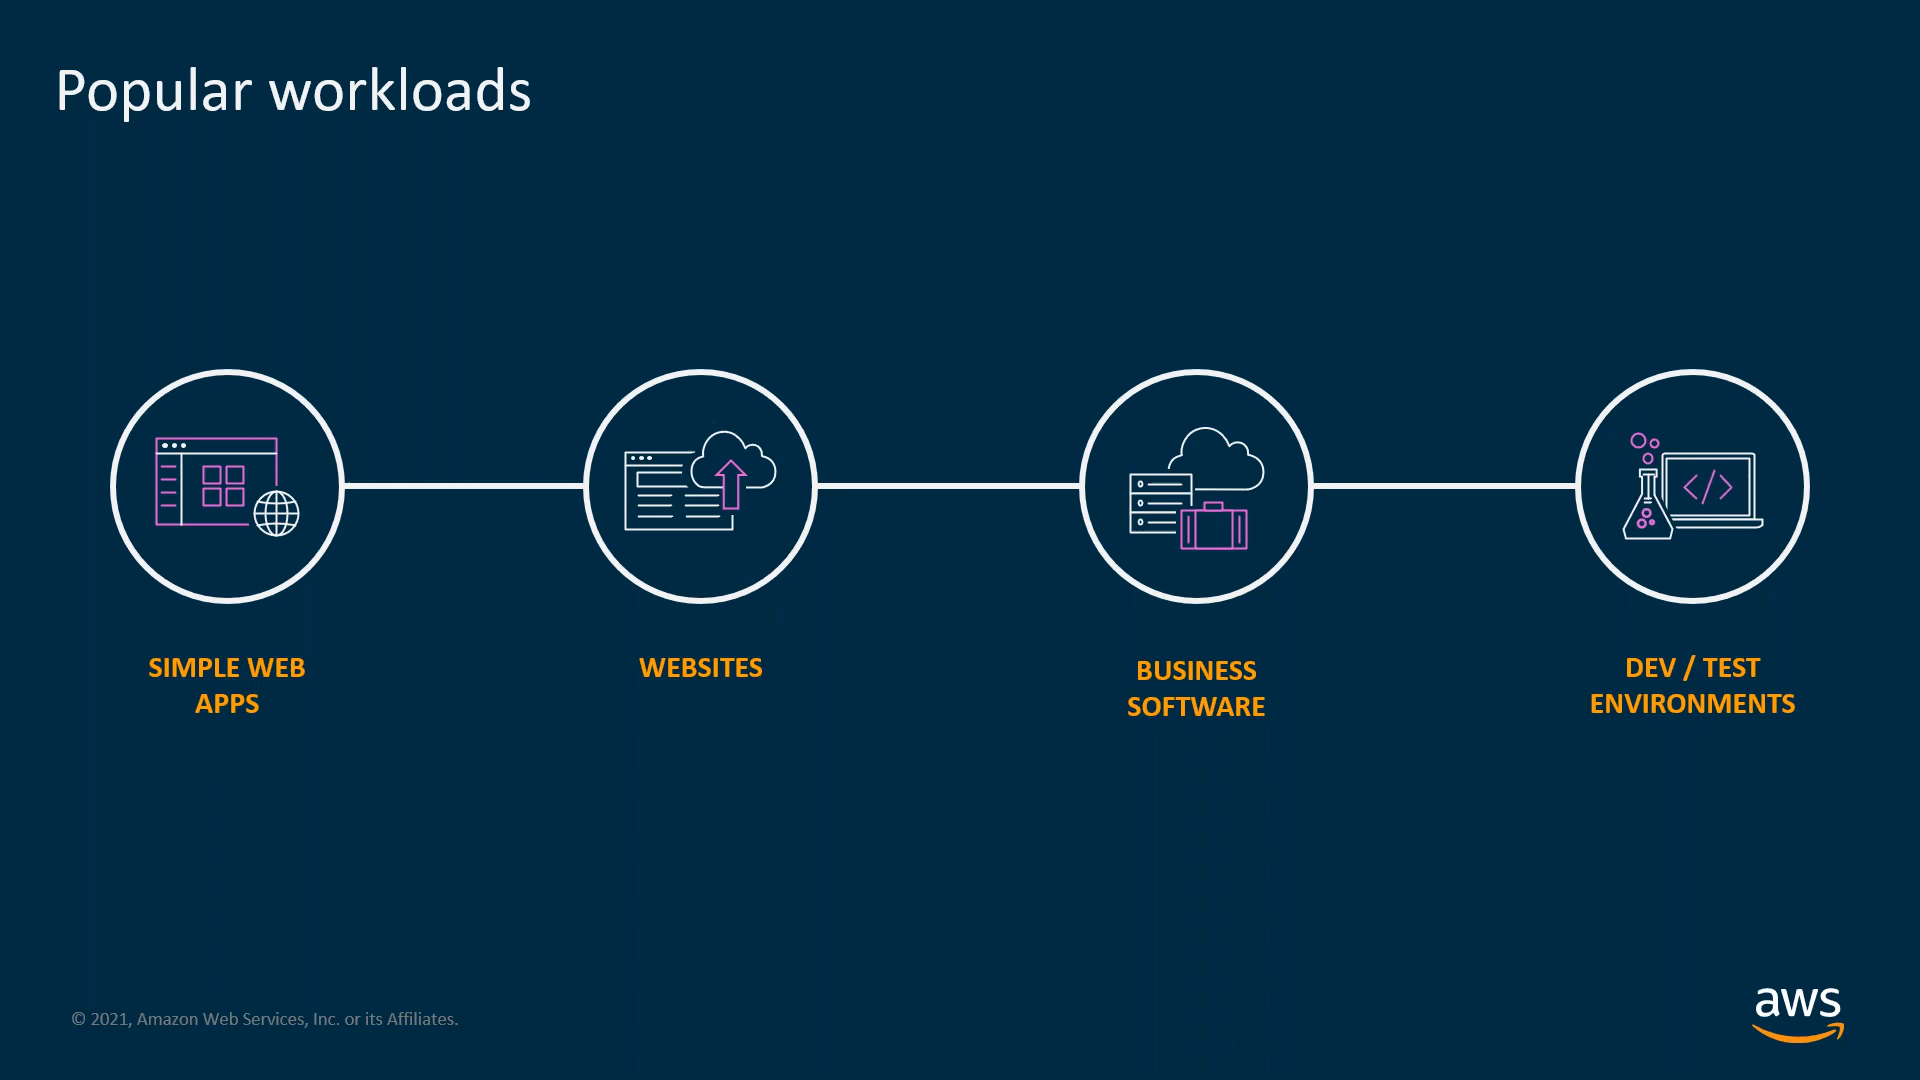 Popular workloads
SIMPLE WEB
APPS
WEBSITES
BUSINESS
SOFTWARE
DEV / TEST
ENVIRONMENTS
© 2021, Amazon Web Services, Inc. or its Affiliates.
aws